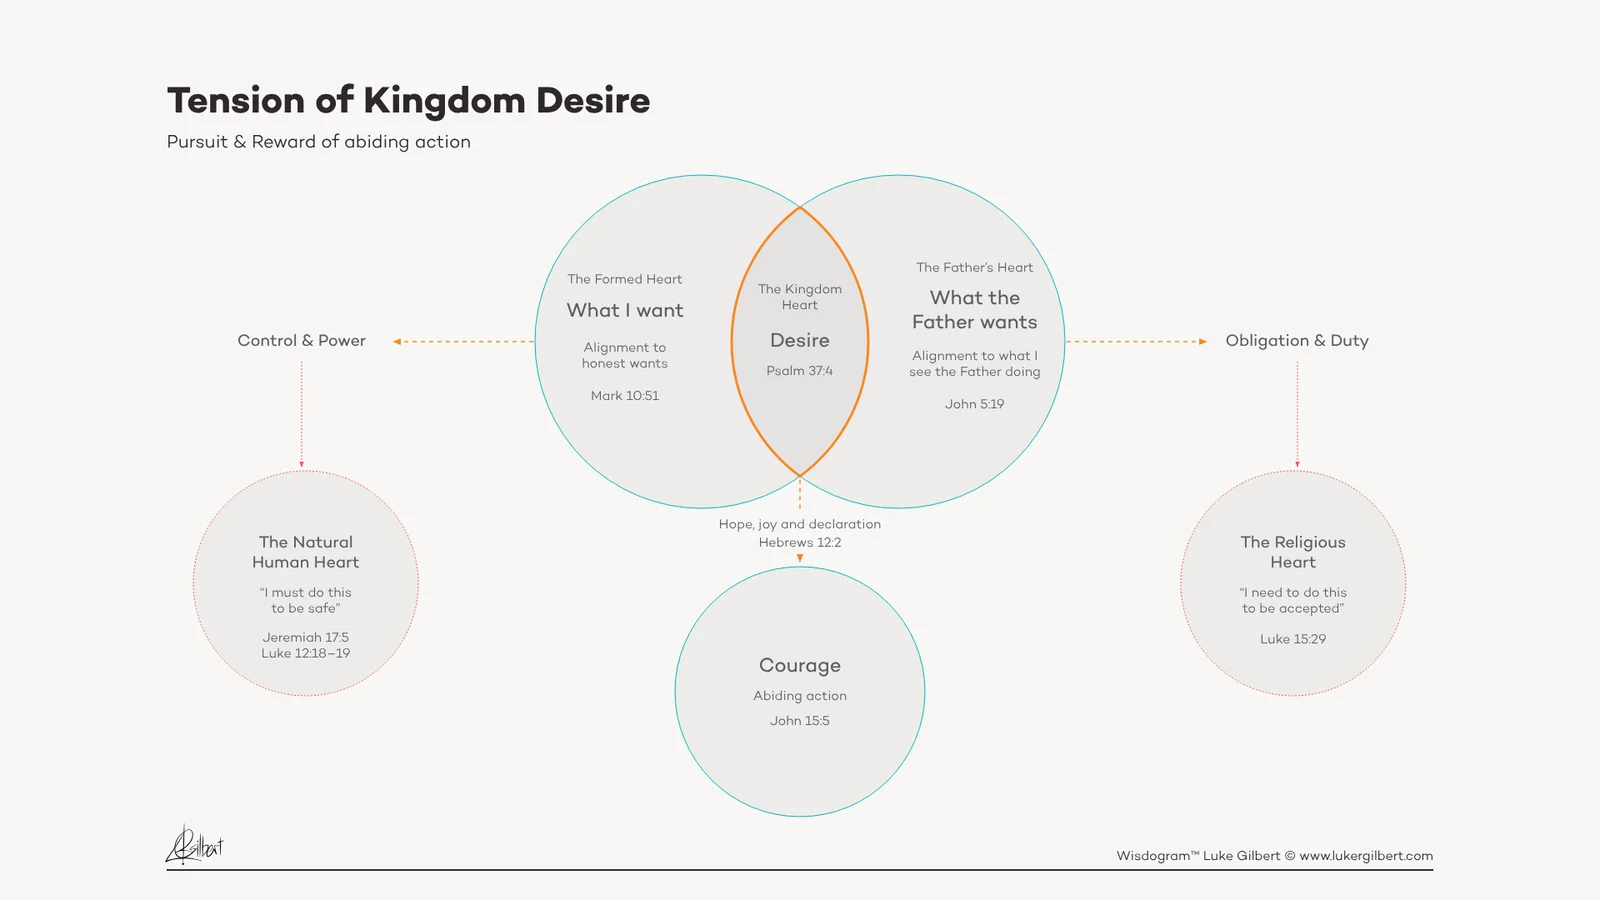 Tension of Kingdom Desire
Pursuit & Reward of abiding action
The Formed Heart
What I want
Alignment to
honest wants
Mark 10:51
The Kingdom
Heart
Desire
Psalm 37:4
The Father’s Heart
What the
Father wants
Alignment to what I
see the Father doing
John 5:19
Control & Power
Obligation & Duty
The Natural
Human Heart
“I must do this
to be safe”
Jeremiah 17:5
Luke 12:18–19
Hope, joy and declaration
Hebrews 12:2
Courage
Abiding action
John 15:5
The Religious
Heart
“I need to do this
to be accepted”
Luke 15:29
Gilbert
Wisdogram™ Luke Gilbert © www.lukergilbert.com